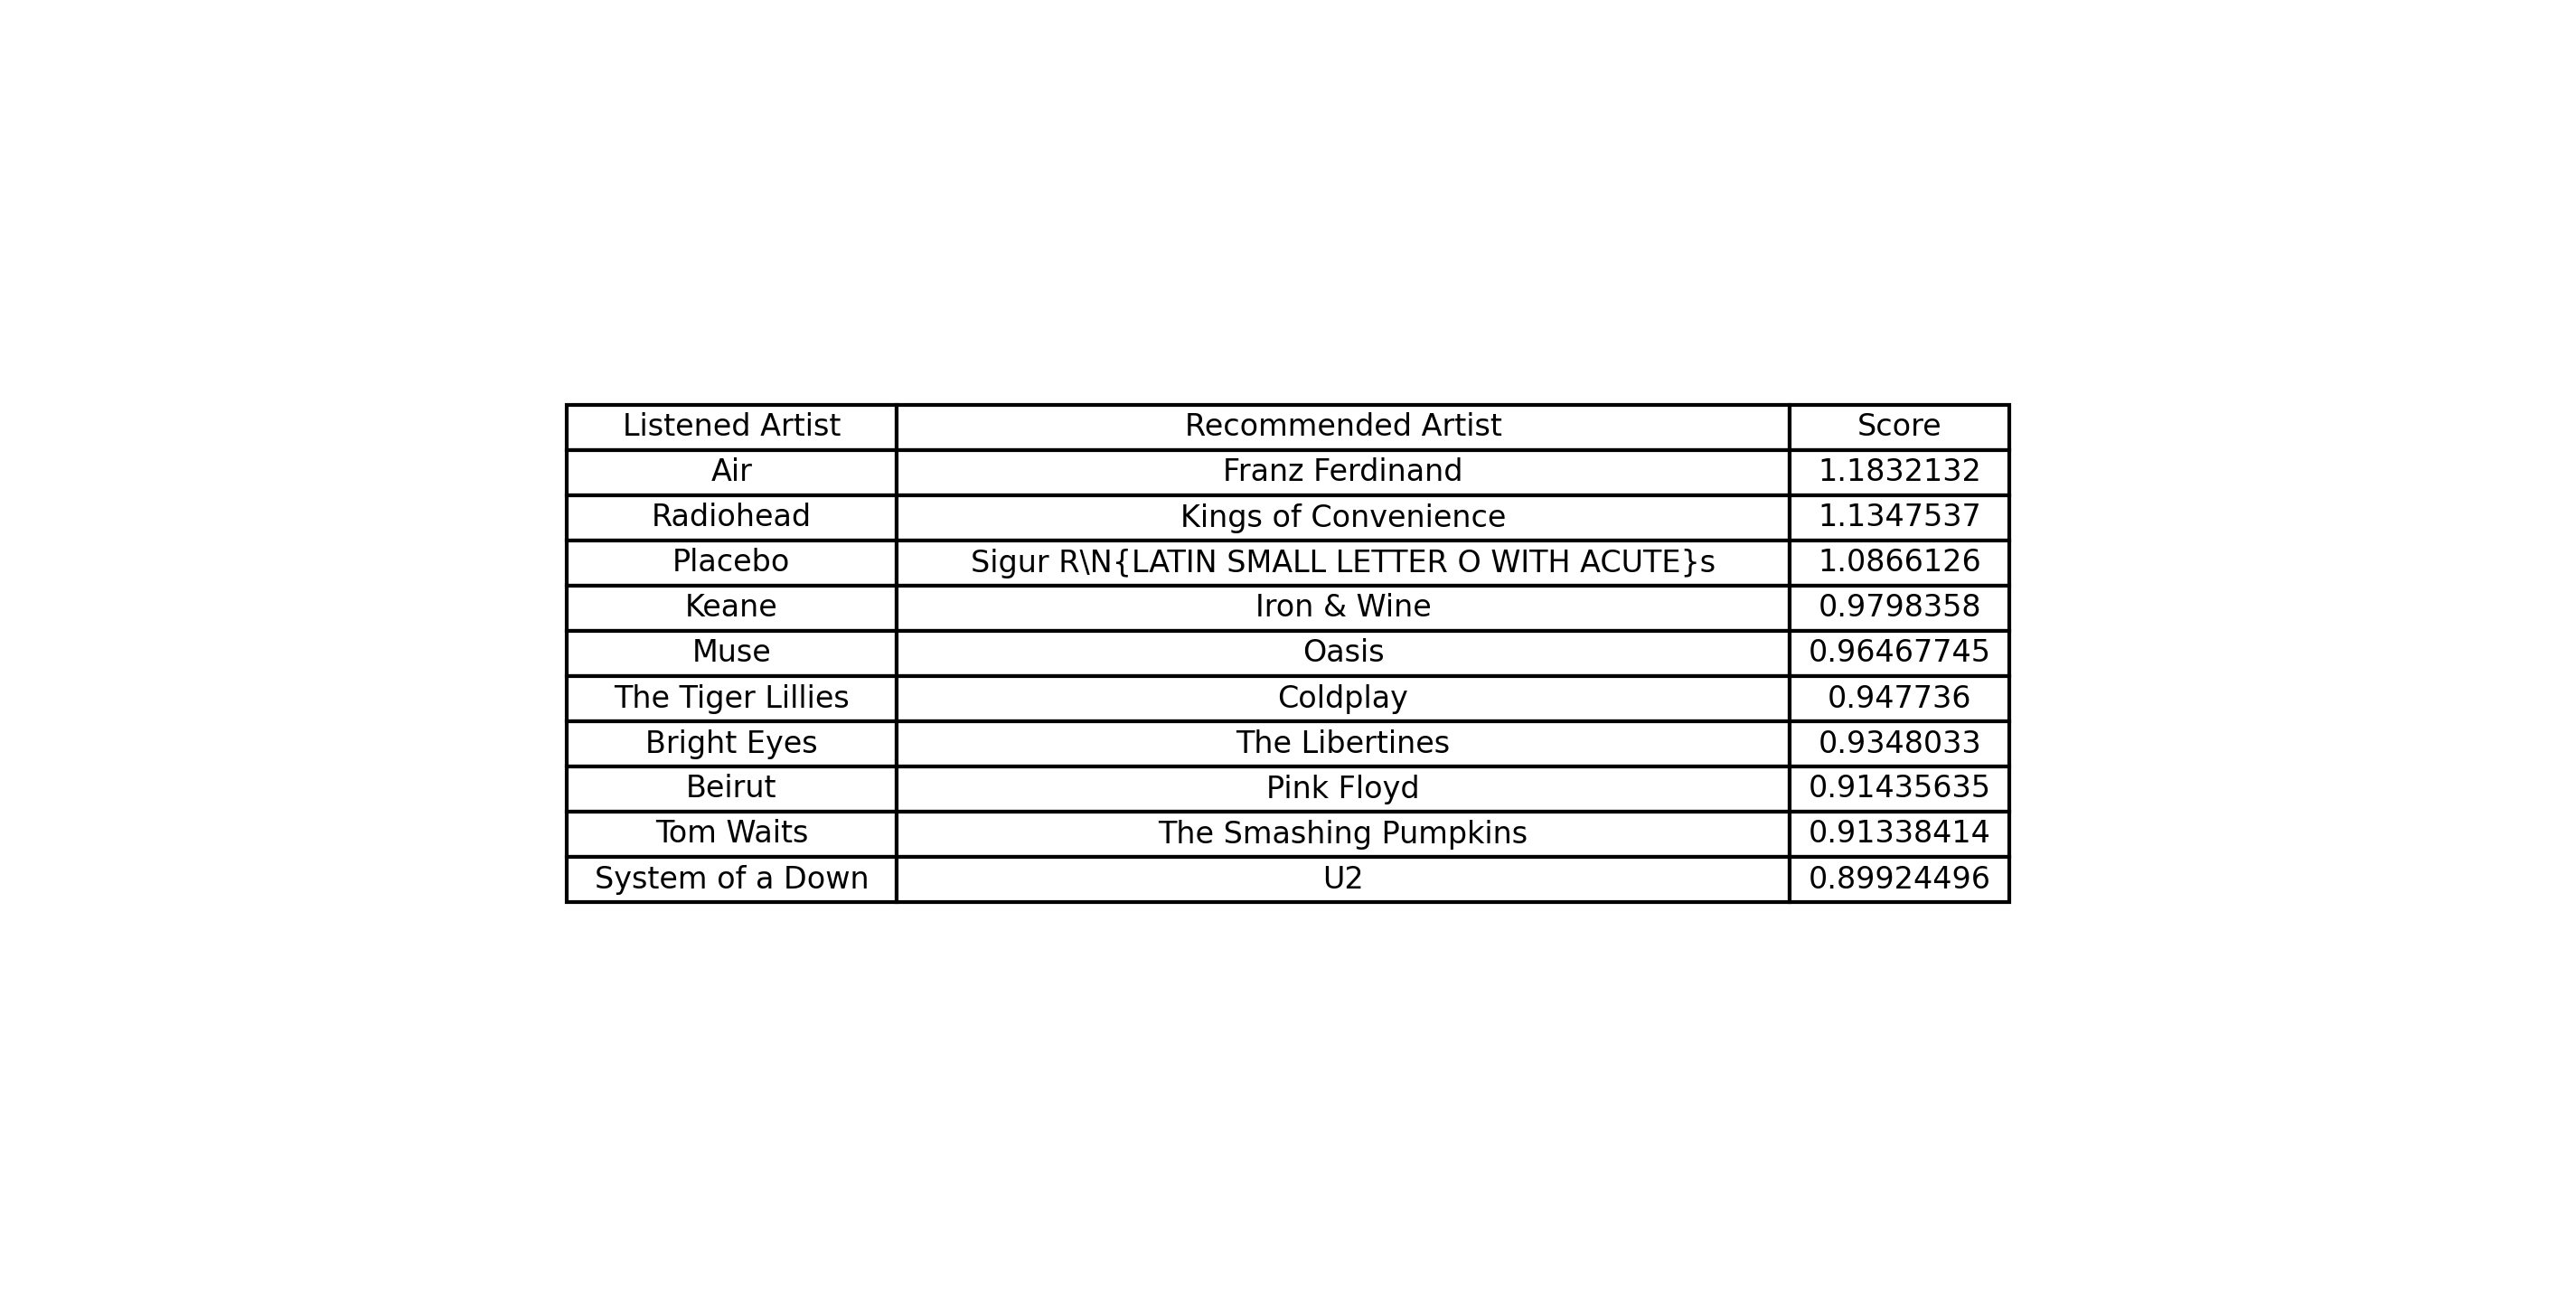 Listened Artist Recommended Artist Score
Air Franz Ferdinand 1.1832132
Radiohead Kings of Convenience 1.1347537
Placebo Sigur R\N{LATIN SMALL LETTER O WITH ACUTE}s 1.0866126
Keane Iron & Wine 0.9798358
Muse Oasis 0.96467745
The Tiger Lillies Coldplay 0.947736
Bright Eyes The Libertines 0.9348033
Beirut Pink Floyd 0.91435635
Tom Waits The Smashing Pumpkins 0.91338414
System of a Down U2 0.89924496